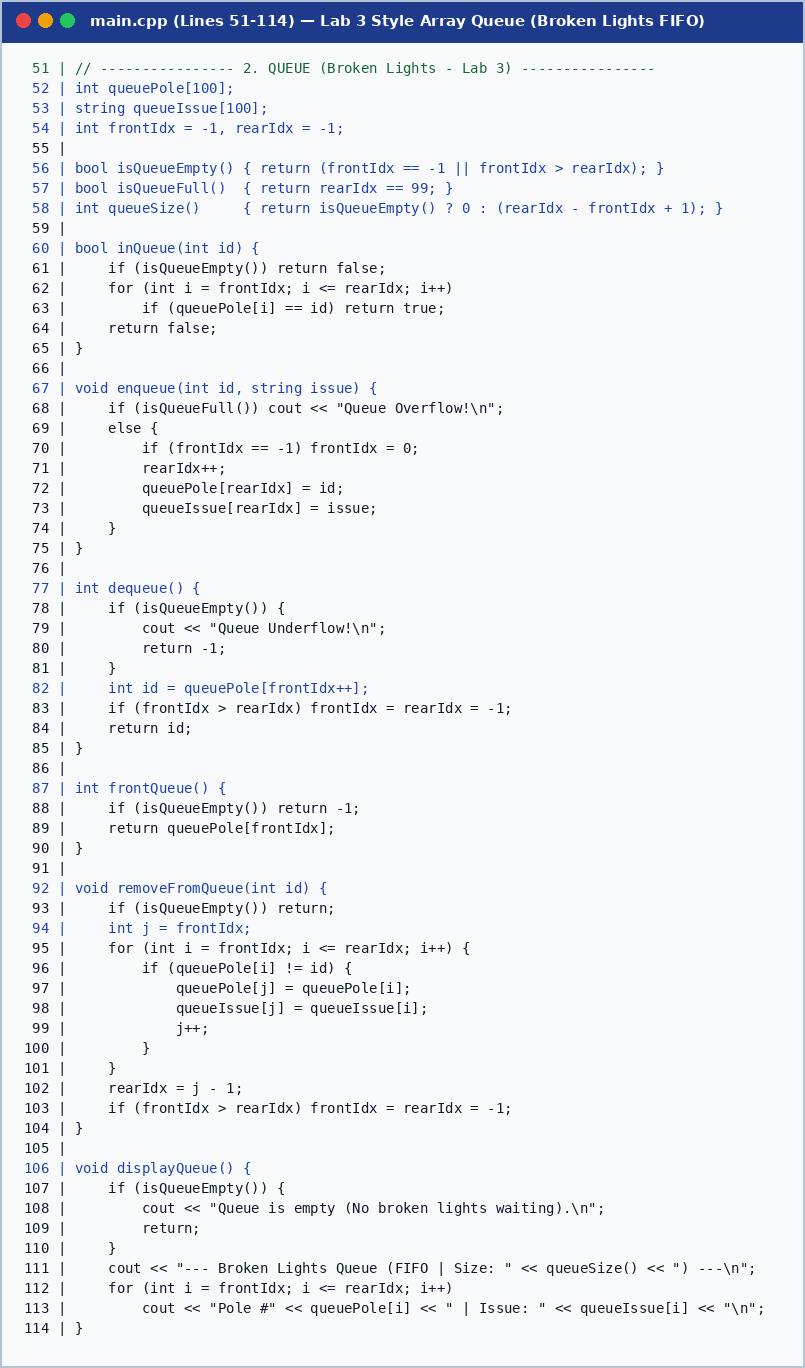 main.cpp (Lines 51-114) — Lab 3 Style Array Queue (Broken Lights FIFO)
51 | // ---------------- 2. QUEUE (Broken Lights - Lab 3) ----------------
52 | int queuePole[100];
53 | string queueIssue[100];
54 | int frontIdx = -1, rearIdx = -1;
55 |
56 | bool isQueueEmpty() { return (frontIdx == -1 || frontIdx > rearIdx); }
57 | bool isQueueFull()  { return rearIdx == 99; }
58 | int queueSize()     { return isQueueEmpty() ? 0 : (rearIdx - frontIdx + 1); }
59 |
60 | bool inQueue(int id) {
61 |     if (isQueueEmpty()) return false;
62 |     for (int i = frontIdx; i <= rearIdx; i++)
63 |         if (queuePole[i] == id) return true;
64 |     return false;
65 | }
66 |
67 | void enqueue(int id, string issue) {
68 |     if (isQueueFull()) cout << "Queue Overflow!\n";
69 |     else {
70 |         if (frontIdx == -1) frontIdx = 0;
71 |         rearIdx++;
72 |         queuePole[rearIdx] = id;
73 |         queueIssue[rearIdx] = issue;
74 |     }
75 | }
76 |
77 | int dequeue() {
78 |     if (isQueueEmpty()) {
79 |         cout << "Queue Underflow!\n";
80 |         return -1;
81 |     }
82 |     int id = queuePole[frontIdx++];
83 |     if (frontIdx > rearIdx) frontIdx = rearIdx = -1;
84 |     return id;
85 | }
86 |
87 | int frontQueue() {
88 |     if (isQueueEmpty()) return -1;
89 |     return queuePole[frontIdx];
90 | }
91 |
92 | void removeFromQueue(int id) {
93 |     if (isQueueEmpty()) return;
94 |     int j = frontIdx;
95 |     for (int i = frontIdx; i <= rearIdx; i++) {
96 |         if (queuePole[i] != id) {
97 |             queuePole[j] = queuePole[i];
98 |             queueIssue[j] = queueIssue[i];
99 |             j++;
100 |         }
101 |     }
102 |     rearIdx = j - 1;
103 |     if (frontIdx > rearIdx) frontIdx = rearIdx = -1;
104 | }
105 |
106 | void displayQueue() {
107 |     if (isQueueEmpty()) {
108 |         cout << "Queue is empty (No broken lights waiting).\n";
109 |         return;
110 |     }
111 |     cout << "--- Broken Lights Queue (FIFO | Size: " << queueSize() << ") ---\n";
112 |     for (int i = frontIdx; i <= rearIdx; i++)
113 |         cout << "Pole #" << queuePole[i] << " | Issue: " << queueIssue[i] << "\n";
114 | }